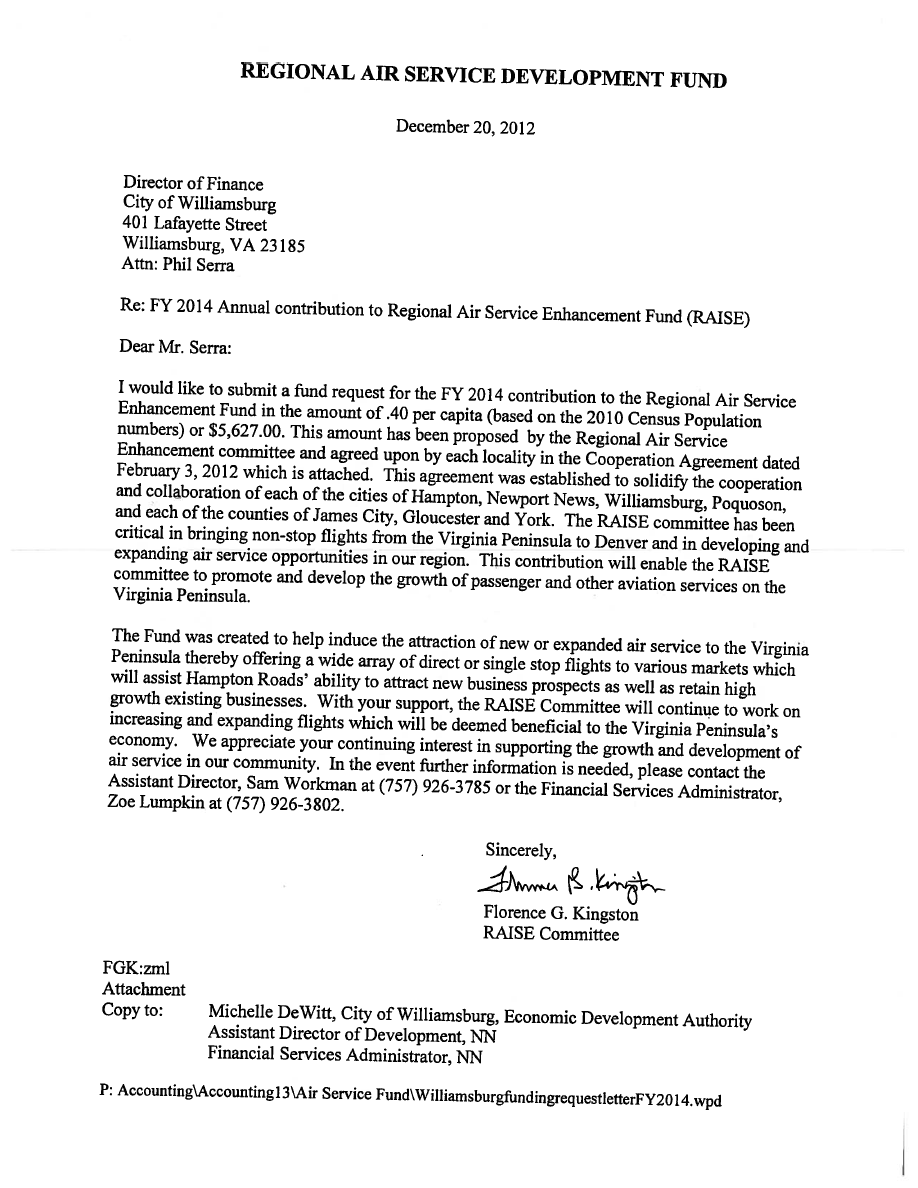 REGIONAL AIR SERVICE DEVELOPMENT FUND
December 20, 2012
Director of Finance
City of Williamsburg
401 Lafayette Street
Williamsburg, VA 23185
Attn: Phil Serra
Re: FY 2014 Annual contribution to Regional Air Service Enhancement Fund (RAISE)
Dear Mr. Serra:
I would like to submit a fund request for the FY 2014 contribution to the Regional Air Service
Enhancement Fund in the amount of .40 per capita (based on the 2010 Census Population
numbers) or $5,627.00. This amount has been proposed by the Regional Air Service
Enhancement committee and agreed upon by each locality in the Cooperation Agreement dated
February 3, 2012 which is attached. This agreement was established to solidify the cooperation
and collaboration of each of the cities of Hampton, Newport News, Williamsburg, Poquoson,
and each of the counties of James City, Gloucester and York. The RAISE committee has been
critical in bringing non-stop flights from the Virginia Peninsula to Denver and in developing and
expanding air service opportunities in our region. This contribution will enable the RAISE
committee to promote and develop the growth of passenger and other aviation services on the
Virginia Peninsula.
The Fund was created to help induce the attraction of new or expanded air service to the Virginia
Peninsula thereby offering a wide array of direct or single stop flights to various markets which
will assist Hampton Roads' ability to attract new business prospects as well as retain high
growth existing businesses. With your support, the RAISE Committee will continue to work on
increasing and expanding flights which will be deemed beneficial to the Virginia Peninsula's
economy. We appreciate your continuing interest in supporting the growth and development of
air service in our community. In the event further information is needed, please contact the
Assistant Director, Sam Workman at (757) 926-3785 or the Financial Services Administrator,
Zoe Lumpkin at (757) 926-3802.
Sincerely,
Florence G. Kingston
RAISE Committee
FGK:zml
Attachment
Copy to: Michelle DeWitt, City of Williamsburg, Economic Development Authority
Assistant Director of Development, NN
Financial Services Administrator, NN
P: Accounting\Accounting13\Air Service Fund\WilliamsburgfundingrequestletterFY2014.wpd